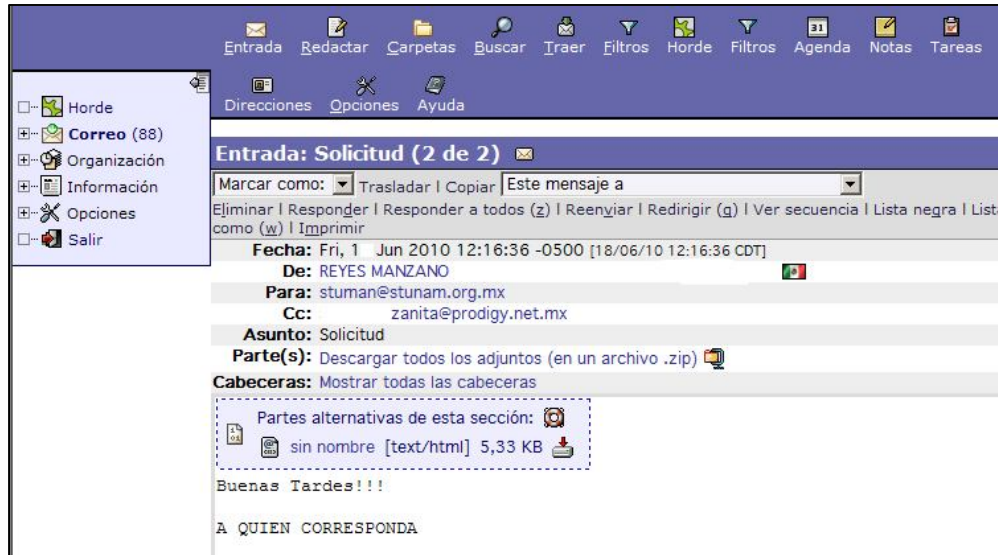 Entrada Redactar Carpetas Buscar Traer Filtros Horde Filtros Agenda Notas Tareas
Direcciones Opciones Ayuda
Horde
Correo (88)
Organización
Información
Opciones
Salir
Entrada: Solicitud (2 de 2)
Marcar como: Trasladar | Copiar Este mensaje a
Eliminar | Responder | Responder a todos (z) | Reenviar | Redirigir (q) | Ver secuencia | Lista negra | List
como (w) | Imprimir
Fecha: Fri, 1 Jun 2010 12:16:36 -0500 [18/06/10 12:16:36 CDT]
De: REYES MANZANO
Para: stuman@stunam.org.mx
Cc: zanita@prodigy.net.mx
Asunto: Solicitud
Parte(s): Descargar todos los adjuntos (en un archivo .zip)
Cabeceras: Mostrar todas las cabeceras
Partes alternativas de esta sección:
sin nombre [text/html] 5,33 KB
Buenas Tardes!!!
A QUIEN CORRESPONDA